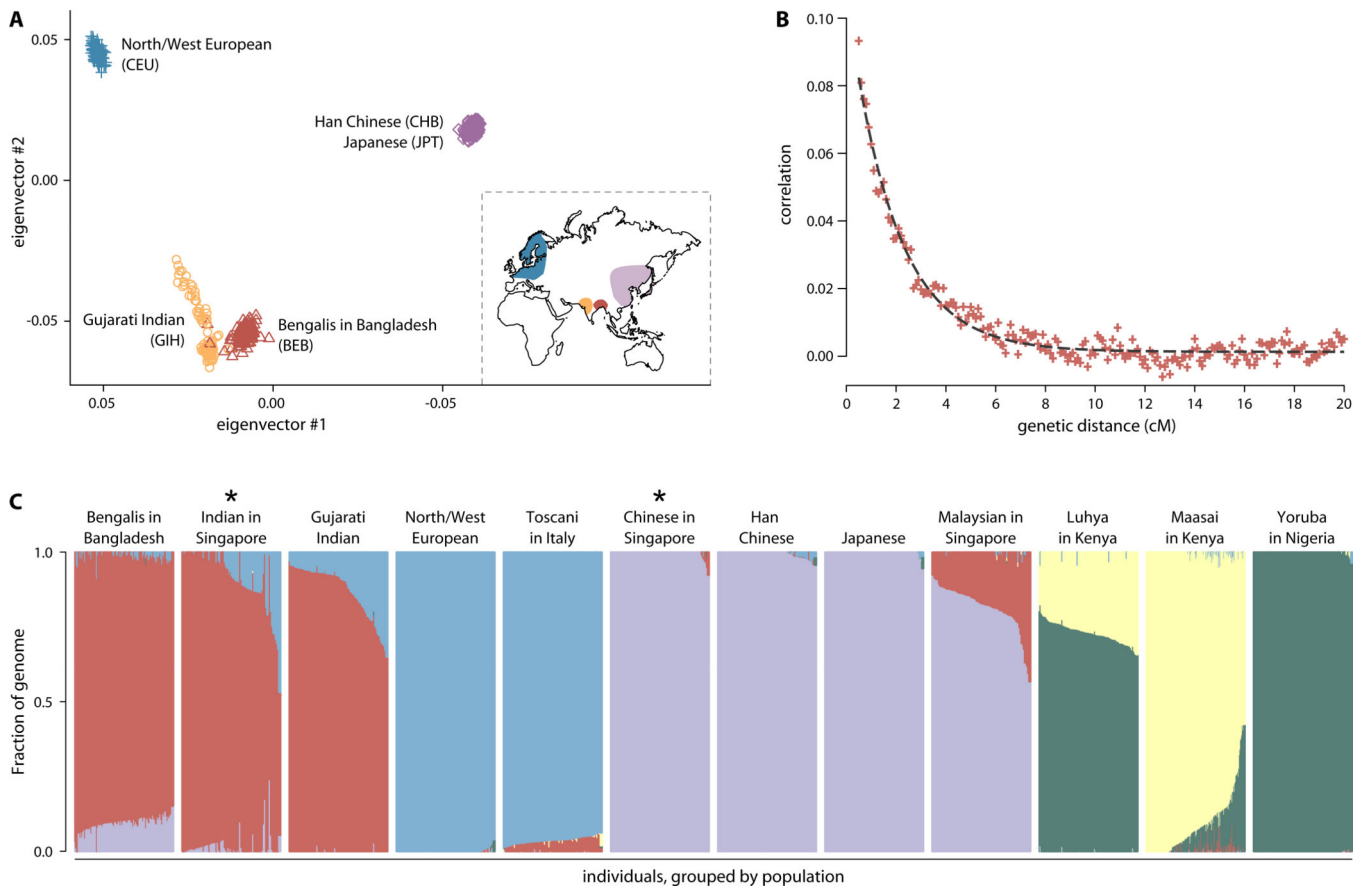 A
0.05
0.00
-0.05
eigenvector #2
North/West European
(CEU)
Han Chinese (CHB)
Japanese (JPT)
Gujarati Indian
(GIH)
Bengalis in Bangladesh
(BEB)
0.05
0.00
-0.05
eigenvector #1
B
0.10
0.08
0.06
0.04
0.02
0.00
correlation
0
2
4
6
8
10
12
14
16
18
20
genetic distance (cM)
C
*
*
Bengalis in
Bangladesh
Indian in
Singapore
Gujarati
Indian
North/West
European
Toscani
in Italy
Chinese in
Singapore
Han
Chinese
Japanese
Malaysian in
Singapore
Luhya
in Kenya
Maasai
in Kenya
Yoruba
in Nigeria
1.0
0.5
0.0
Fraction of genome
individuals, grouped by population